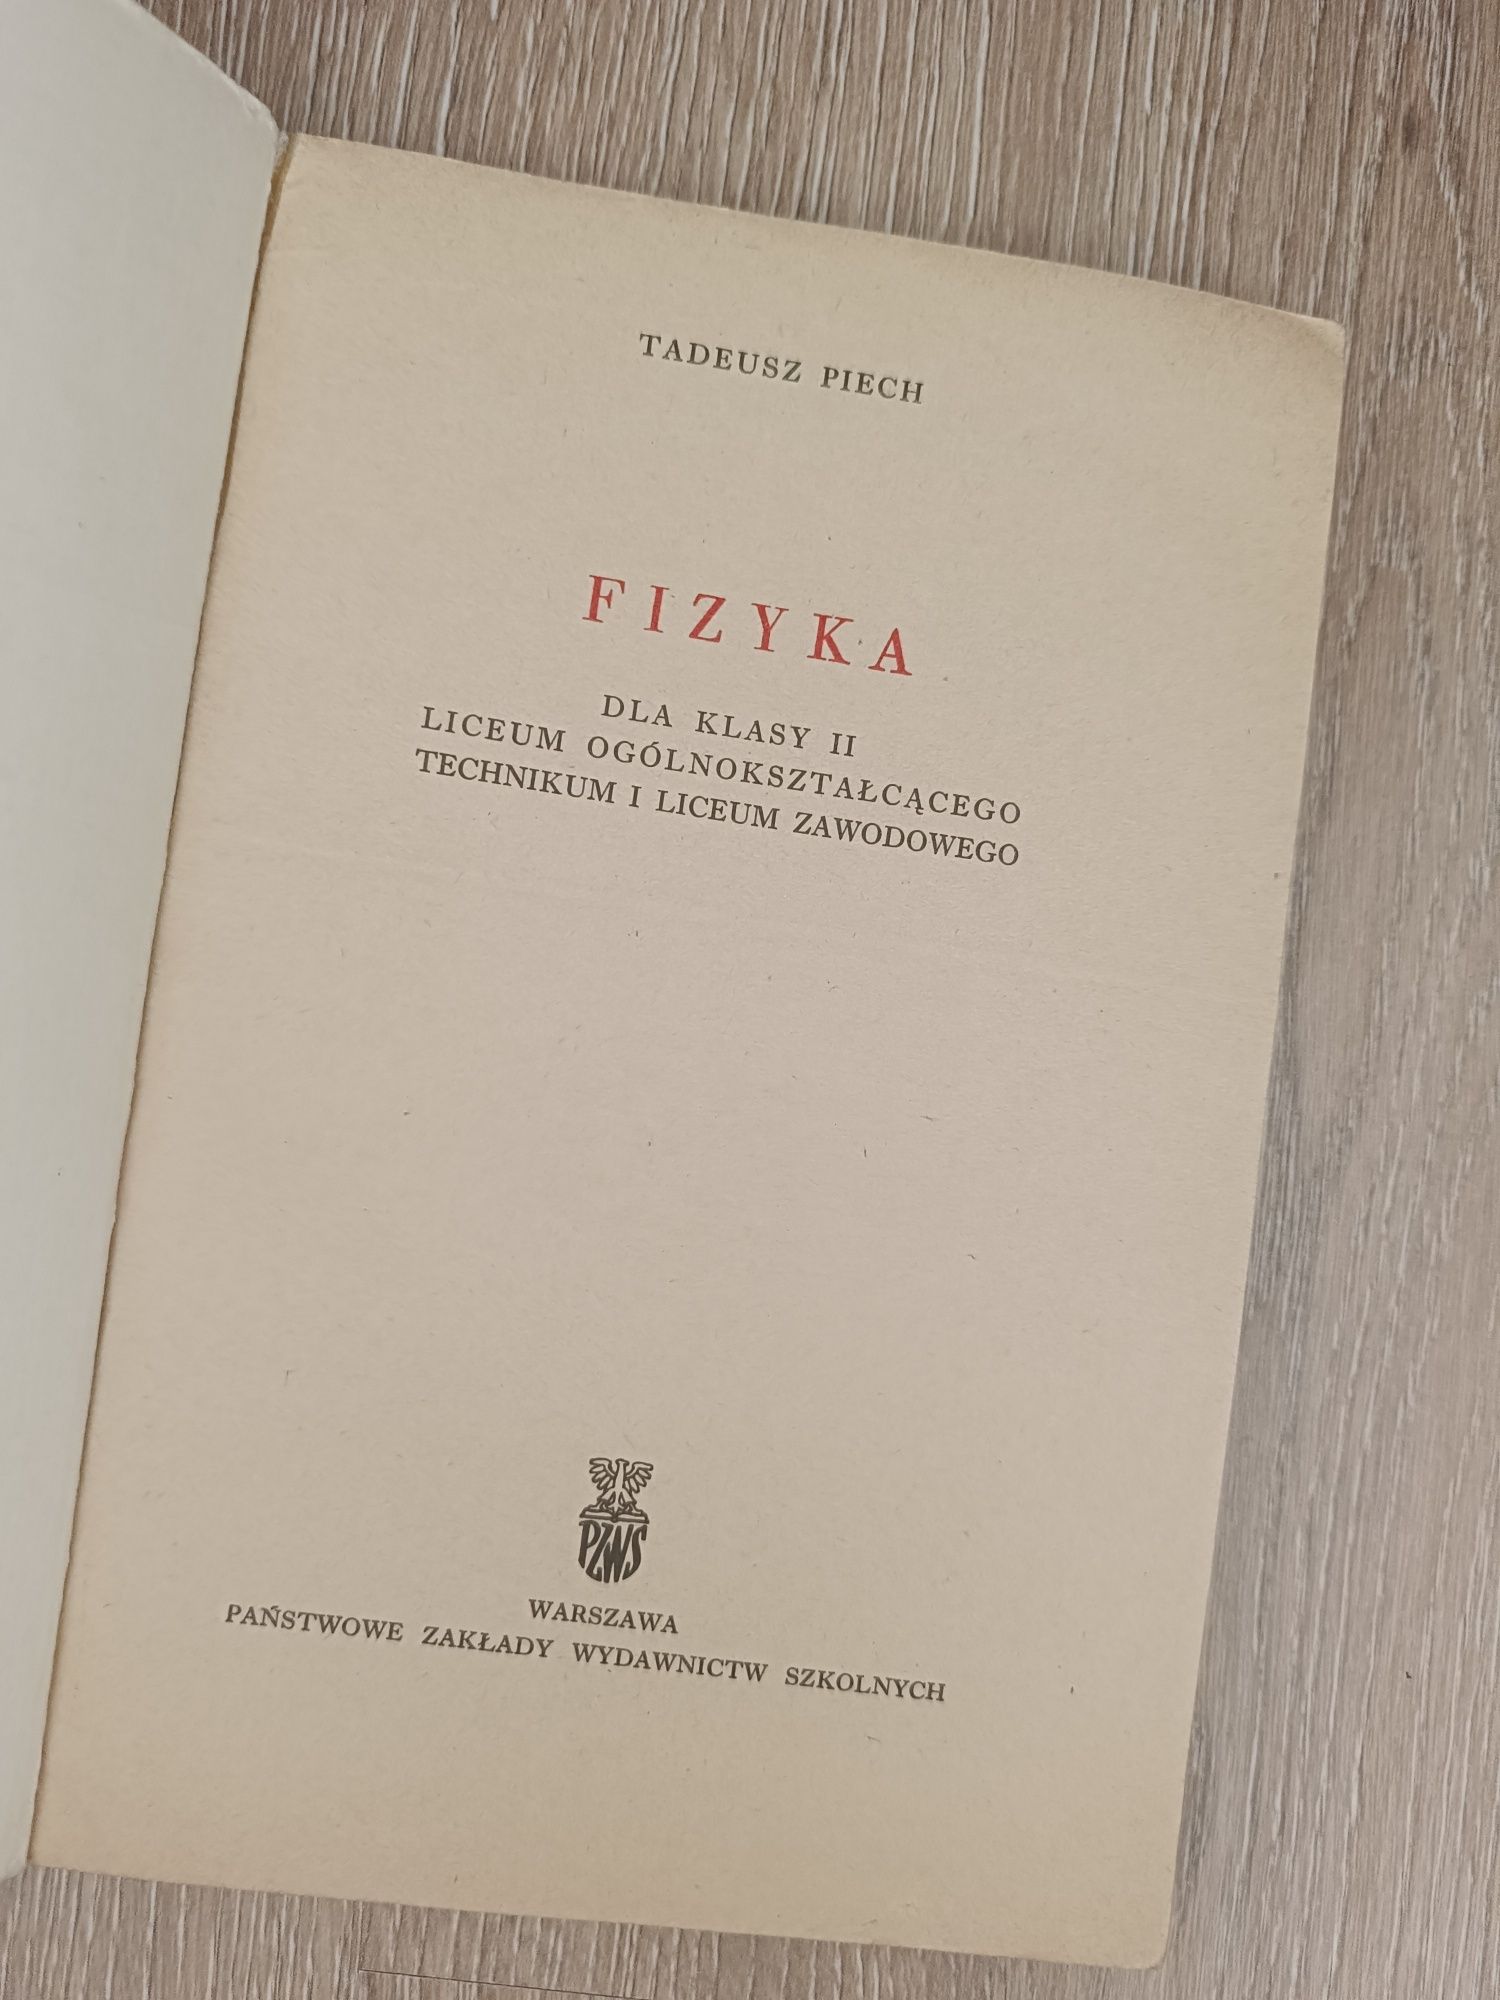 TADEUSZ PIECH
FIZYKA
DLA KLASY II
LICEUM OGÓLNOKSZTAŁCĄCEGO
TECHNIKUM I LICEUM ZAWODOWEGO
PZWS
WARSZAWA
PAŃSTWOWE ZAKŁADY WYDAWNICTW SZKOLNYCH